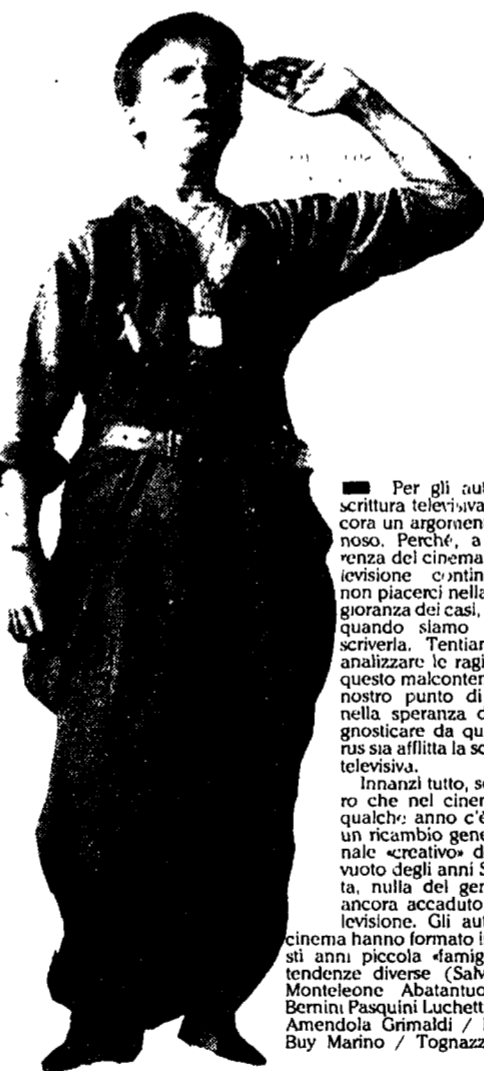 Per gli aut
scrittura televisiva
cora un argomen
noso. Perché, a
renza del cinema
levisione contin
non piacerci nella
gioranza dei casi,
quando siamo
scriverla. Tentiar
analizzare le ragi
questo malconten
nostro punto di
nella speranza d
gnosticare da qu
rus sia afflitta la sc
televisiva.
Innanzi tutto, se
ro che nel cinem
qualche anno c'è
un ricambio gene
nale «creativo» d
vuoto degli anni S
ta, nulla del gen
ancora accaduto
levisione. Gli aut
cinema hanno formato i
sti anni piccola «famig
tendenze diverse (Salv
Monteleone Abatantuo
Bernini Pasquini Luchett
Amendola Grimaldi /
Buy Marino / Tognazz